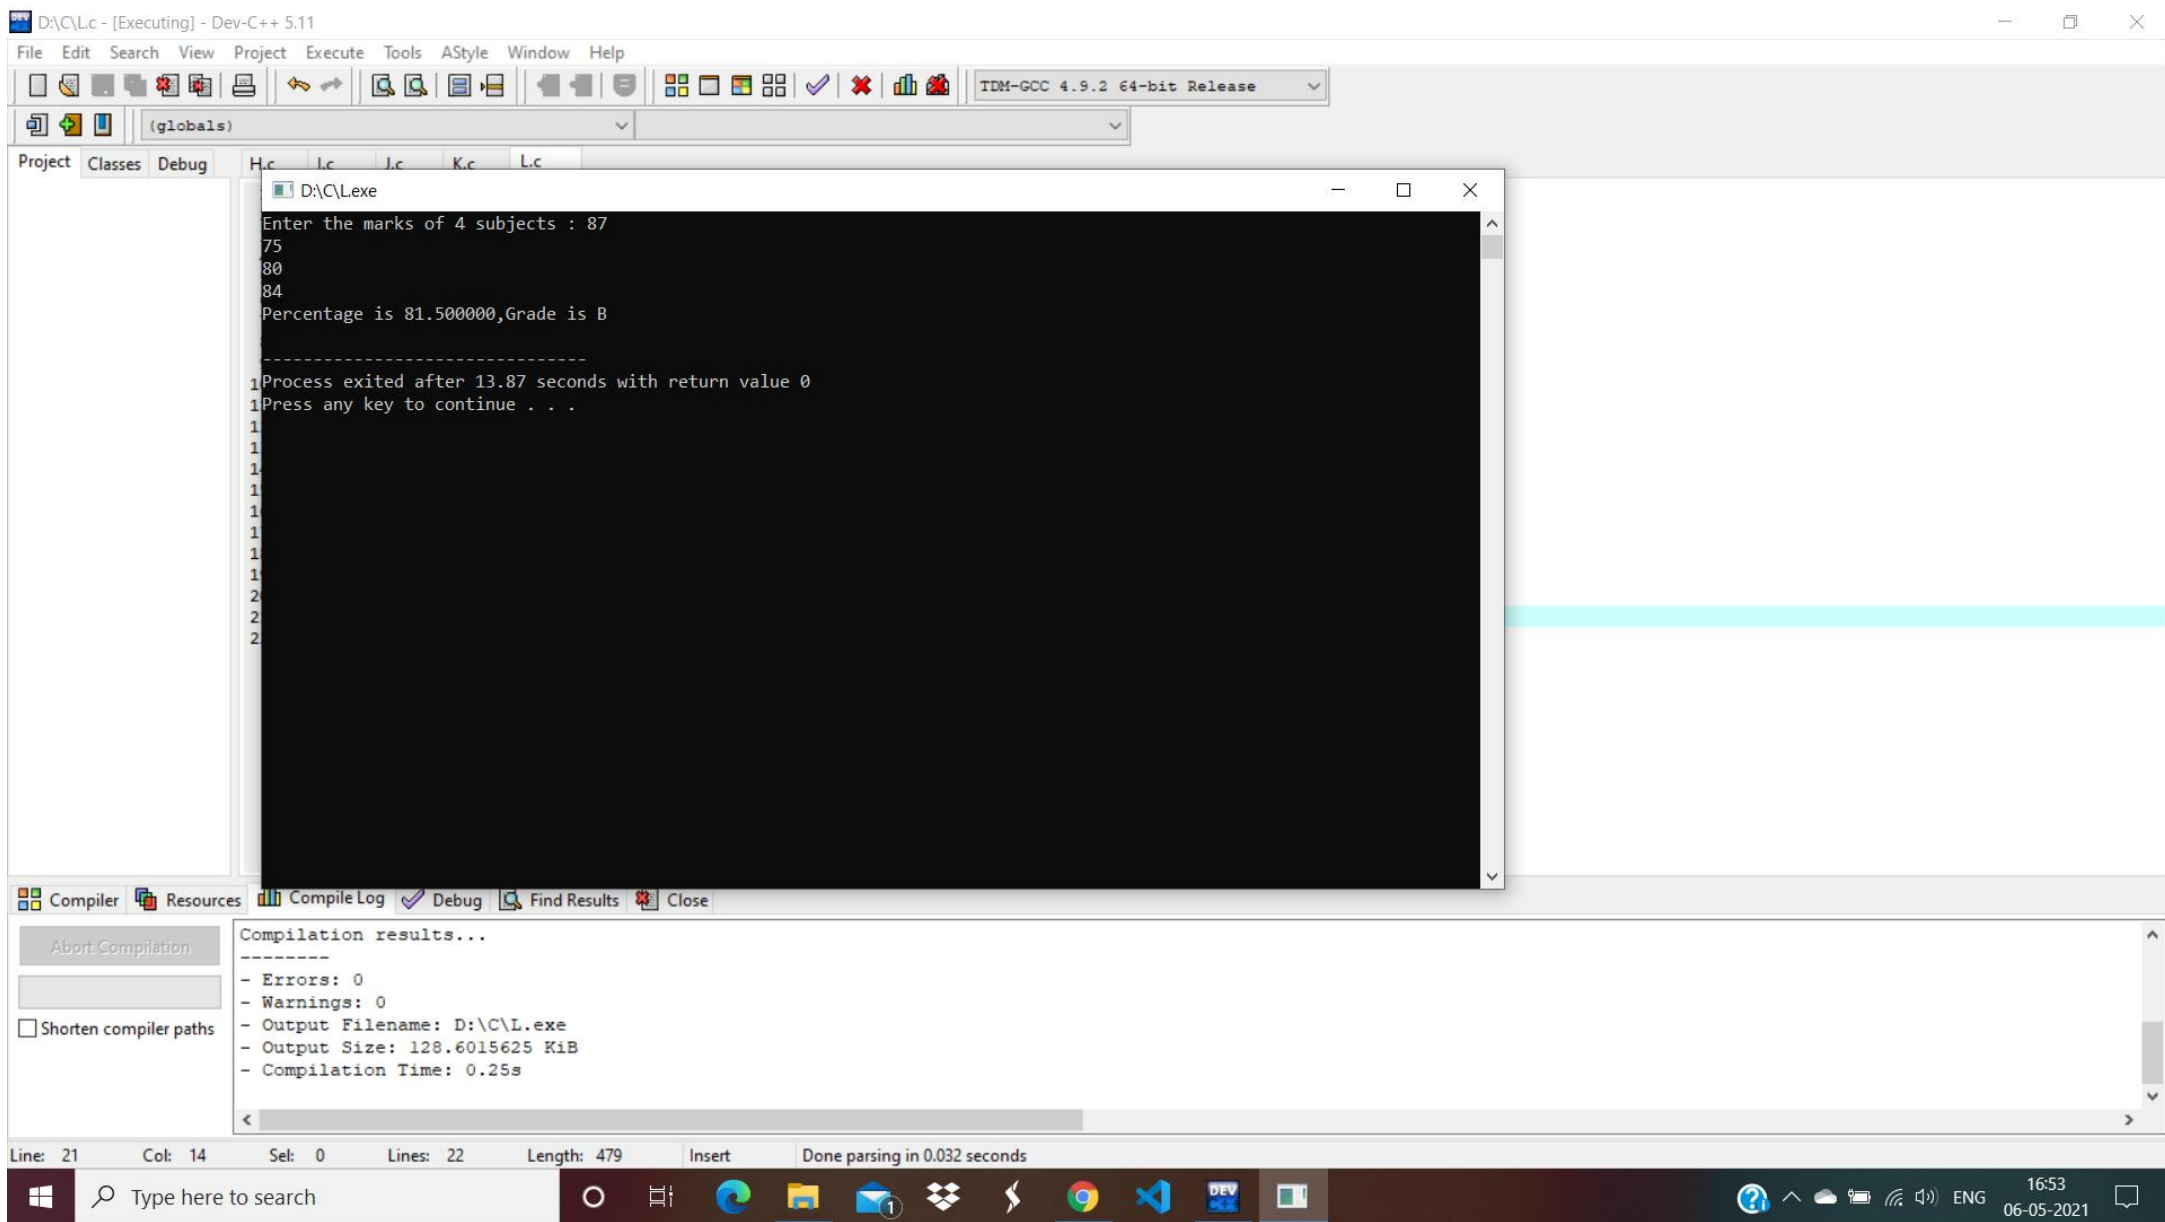 D:\C\L.c - [Executing] - Dev-C++ 5.11
File Edit Search View Project Execute Tools AStyle Window Help
TDM-GCC 4.9.2 64-bit Release
(globals)
Project Classes Debug H.c I.c J.c K.c L.c
D:\C\L.exe
Enter the marks of 4 subjects : 87
75
80
84
Percentage is 81.500000,Grade is B
--------------------------------
Process exited after 13.87 seconds with return value 0
Press any key to continue . . .
Compiler Resources Compile Log Debug Find Results Close
Abort Compilation
Shorten compiler paths
Compilation results...
--------
- Errors: 0
- Warnings: 0
- Output Filename: D:\C\L.exe
- Output Size: 128.6015625 KiB
- Compilation Time: 0.25s
Line: 21 Col: 14 Sel: 0 Lines: 22 Length: 479 Insert Done parsing in 0.032 seconds
Type here to search
1
DEV C++
ENG
16:53
06-05-2021